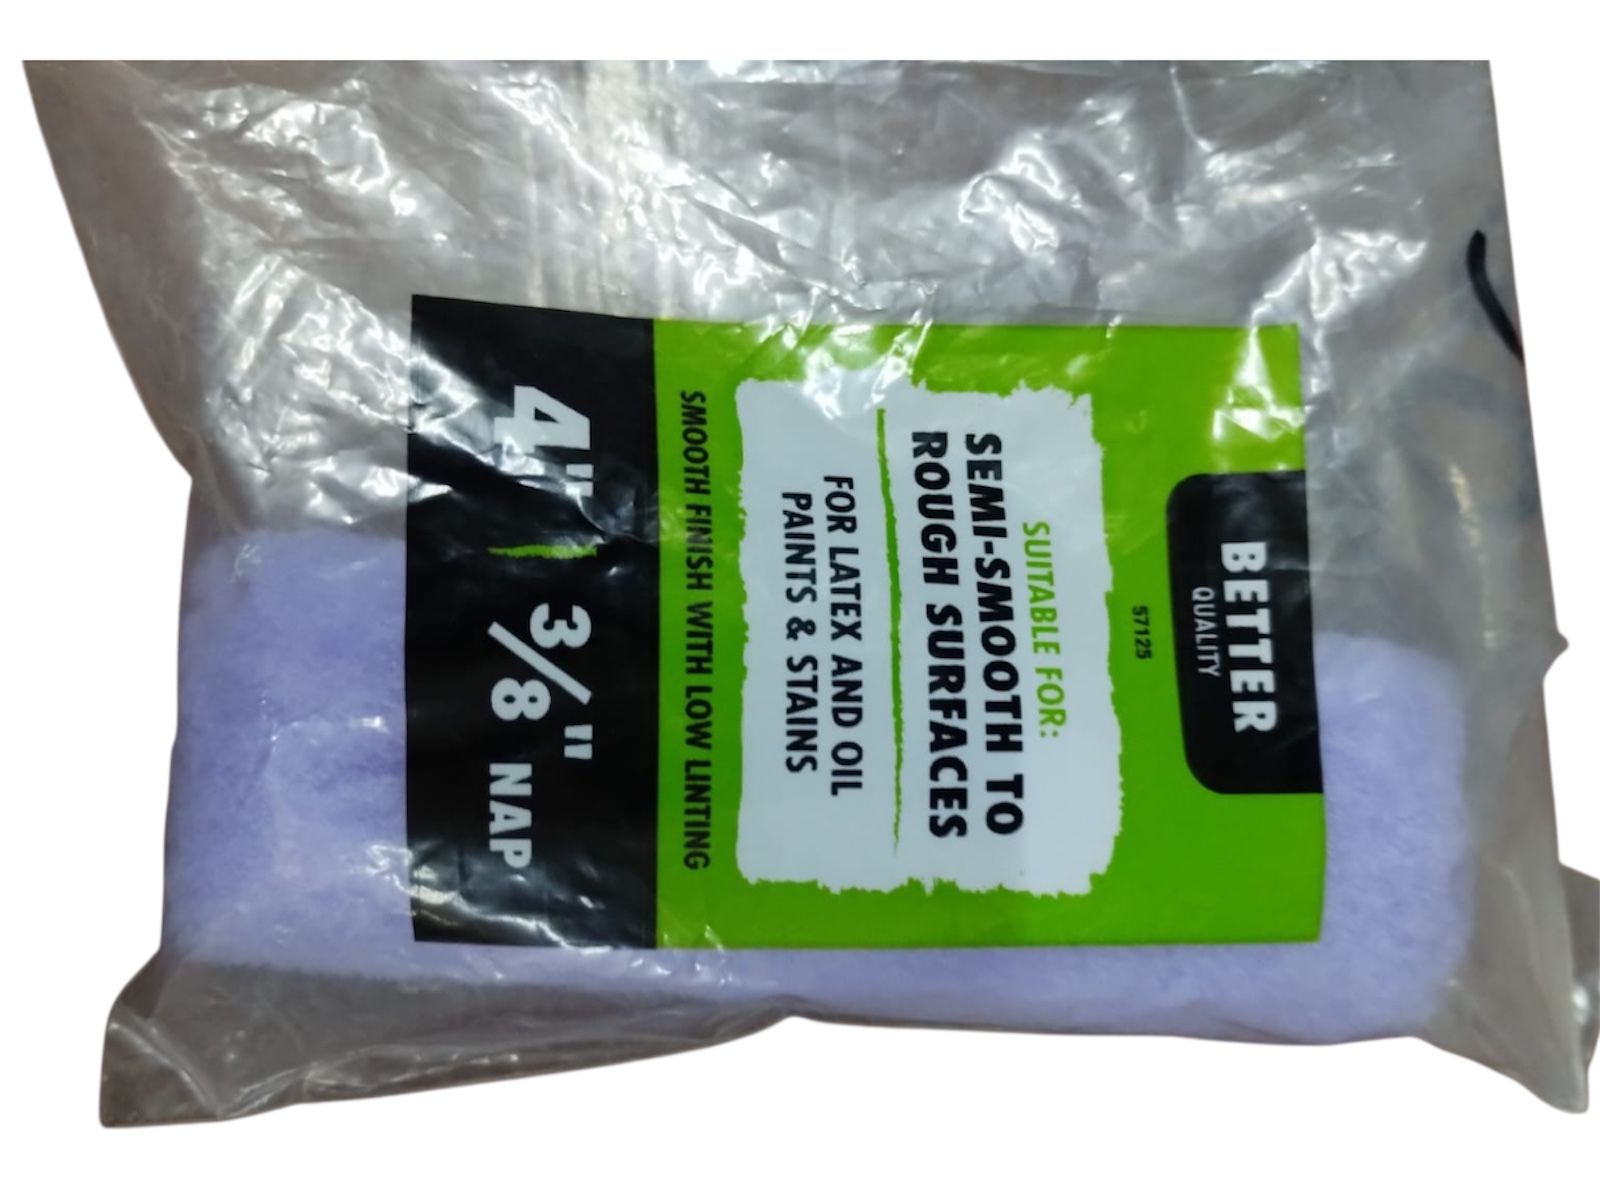 BETTER
QUALITY
57125
SUITABLE FOR:
SEMI-SMOOTH TO
ROUGH SURFACES
FOR LATEX AND OIL
PAINTS & STAINS
SMOOTH FINISH WITH LOW LINTING
4" 3/8" NAP